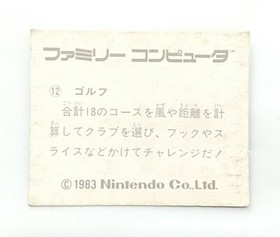 ファミリー コンピュータ™
⑫ ゴルフ
合計18のコースを風や距離を計
算してクラブを選び、フックやス
ライスなどかけてチャレンジだ!
©1983 Nintendo Co.,Ltd.